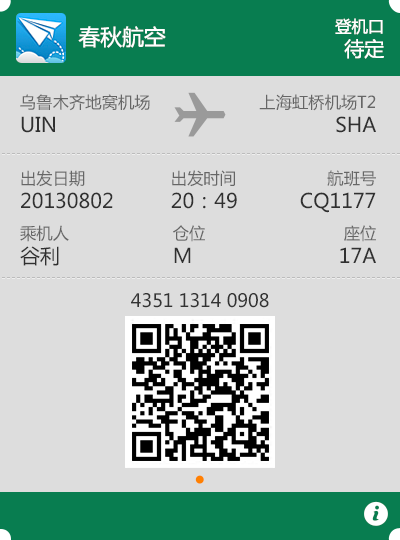 春秋航空
登机口
待定
乌鲁木齐地窝机场
上海虹桥机场T2
UIN
SHA
出发日期
出发时间
航班号
20130802
20：49
CQ1177
乘机人
仓位
座位
谷利
M
17A
4351 1314 0908